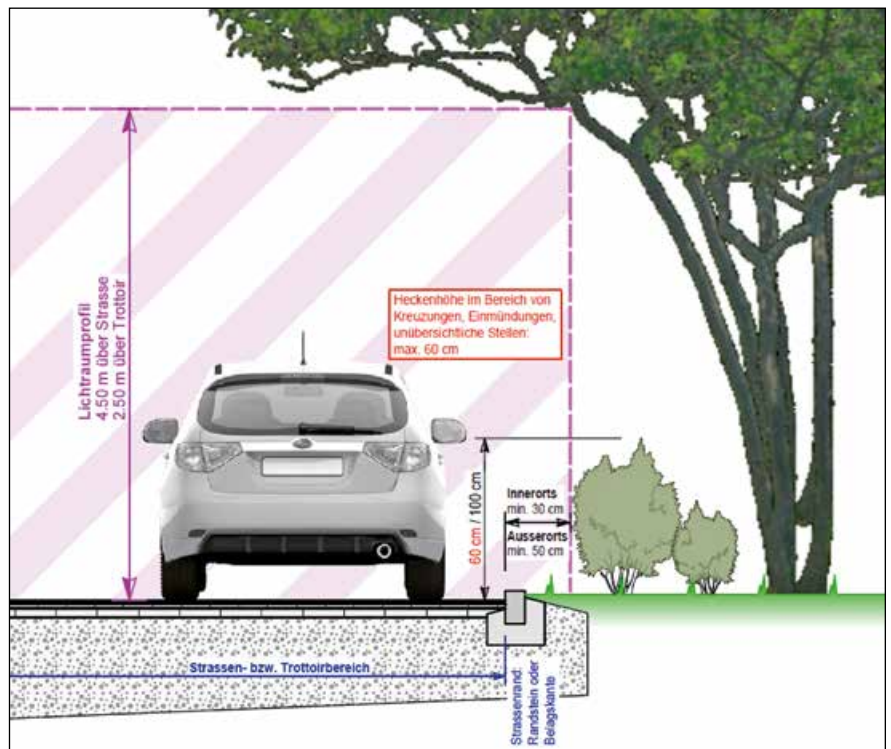 Lichtraumprofil
4.50 m über Strasse
2.50 m über Trottoir
Heckenhöhe im Bereich von
Kreuzungen, Einmündungen,
unübersichtliche Stellen:
max. 60 cm
60 cm / 100 cm
Innerorts
min. 30 cm
Ausserorts
min. 50 cm
Strassen- bzw. Trottoirbereich
Strassenrand:
Randstein oder
Belagskante